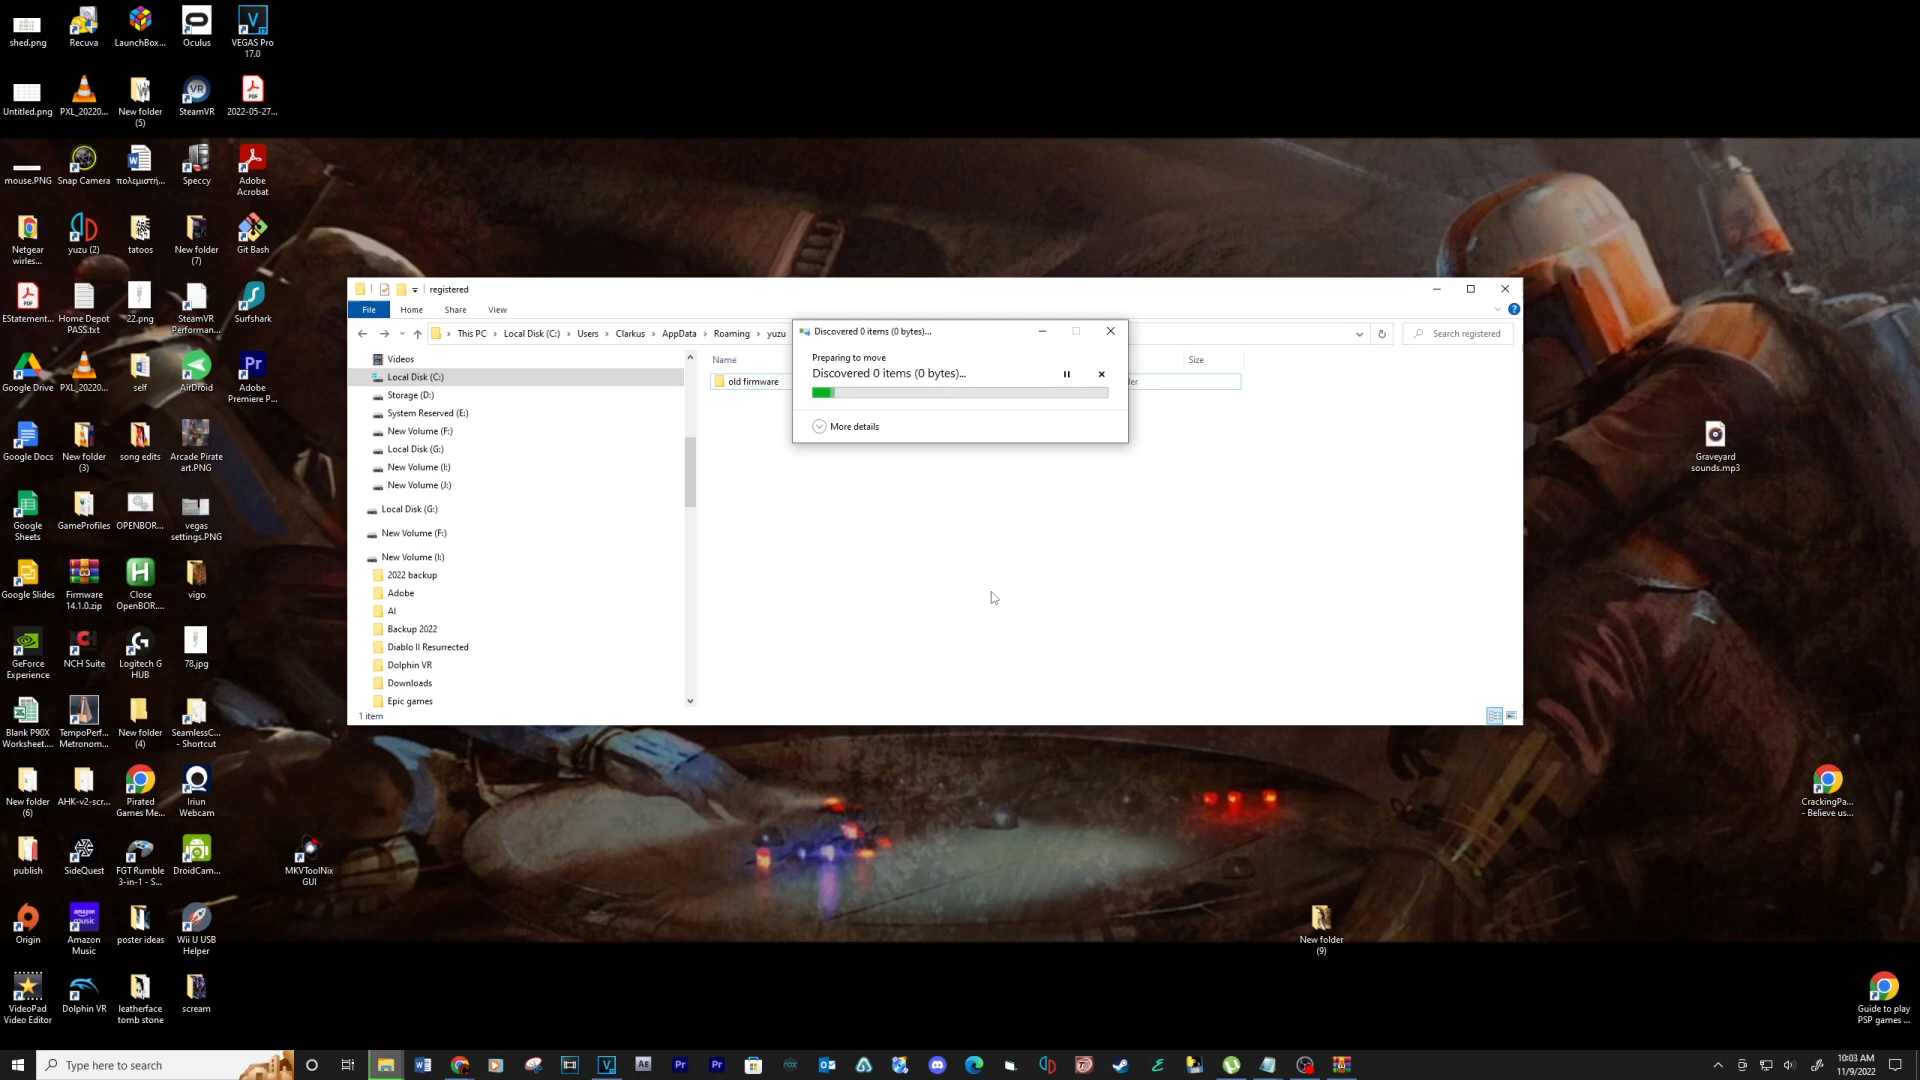 shed.png
Recuva
LaunchBox...
Oculus
VEGAS Pro
17.0
Untitled.png
PXL_20220...
New folder
(5)
SteamVR
2022-05-27...
mouse.PNG
Snap Camera
πολεμιστή...
Speccy
Adobe
Acrobat
Netgear
wirles...
yuzu (2)
tatoos
New folder
(7)
Git Bash
EStatement...
Home Depot
PASS.txt
22.png
SteamVR
Performan...
Surfshark
Google Drive
PXL_20220...
self
AirDroid
Adobe
Premiere P...
Google Docs
New folder
(3)
song edits
Arcade Pirate
art.PNG
Google
Sheets
GameProfiles
OPENBOR...
vegas
settings.PNG
Google Slides
Firmware
14.1.0.zip
Close
OpenBOR....
vigo
GeForce
Experience
NCH Suite
Logitech G
HUB
78.jpg
Blank P90X
Worksheet....
TempoPerf...
Metronom...
New folder
(4)
SeamlessC...
- Shortcut
New folder
(6)
AHK-v2-scr...
Pirated
Games Me...
Iriun
Webcam
publish
SideQuest
FGT Rumble
3-in-1 - S...
DroidCam...
MKVToolNix
GUI
Origin
Amazon
Music
poster ideas
Wii U USB
Helper
VideoPad
Video Editor
Dolphin VR
leatherface
tomb stone
scream
registered
File
Home
Share
View
This PC
Local Disk (C:)
Users
Clarkus
AppData
Roaming
yuzu
Search registered
Videos
Local Disk (C:)
Storage (D:)
System Reserved (E:)
New Volume (F:)
Local Disk (G:)
New Volume (I:)
New Volume (J:)
Local Disk (G:)
New Volume (F:)
New Volume (I:)
2022 backup
Adobe
AI
Backup 2022
Diablo II Resurrected
Dolphin VR
Downloads
Epic games
1 item
Name
Size
old firmware
der
Discovered 0 items (0 bytes)...
Preparing to move
Discovered 0 items (0 bytes)...
More details
Graveyard
sounds.mp3
CrackingPa...
- Believe us...
New folder
(9)
Guide to play
PSP games ...
Type here to search
10:03 AM
11/9/2022